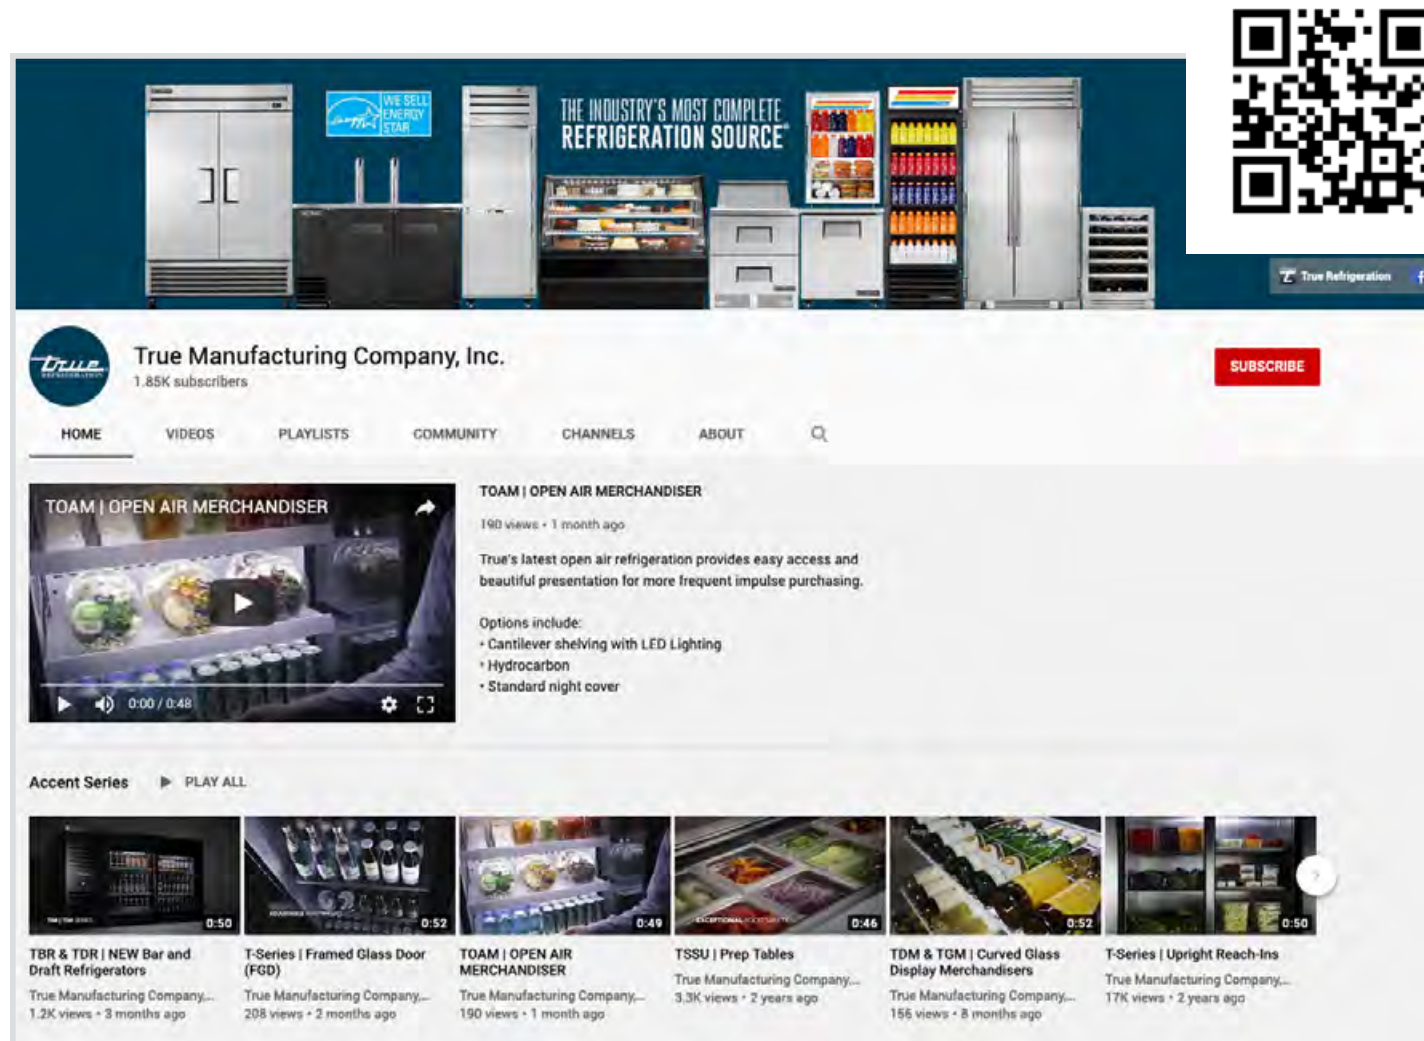 WE SELL
ENERGY
STAR
THE INDUSTRY'S MOST COMPLETE
REFRIGERATION SOURCE®
True Refrigeration
true
REFRIGERATION
True Manufacturing Company, Inc.
1.85K subscribers
SUBSCRIBE
HOME VIDEOS PLAYLISTS COMMUNITY CHANNELS ABOUT
TOAM | OPEN AIR MERCHANDISER
0:00 / 0:48
TOAM | OPEN AIR MERCHANDISER
190 views • 1 month ago
True's latest open air refrigeration provides easy access and
beautiful presentation for more frequent impulse purchasing.
Options include:
• Cantilever shelving with LED Lighting
• Hydrocarbon
• Standard night cover
Accent Series PLAY ALL
0:50
TBR & TDR | NEW Bar and
Draft Refrigerators
True Manufacturing Company,...
1.2K views • 3 months ago
0:52
T-Series | Framed Glass Door
(FGD)
True Manufacturing Company,...
208 views • 2 months ago
0:49
TOAM | OPEN AIR
MERCHANDISER
True Manufacturing Company,...
190 views • 1 month ago
EXCEPTIONAL
0:46
TSSU | Prep Tables
True Manufacturing Company,...
3.3K views • 2 years ago
0:52
TDM & TGM | Curved Glass
Display Merchandisers
True Manufacturing Company,...
156 views • 8 months ago
0:50
T-Series | Upright Reach-Ins
True Manufacturing Company,...
17K views • 2 years ago